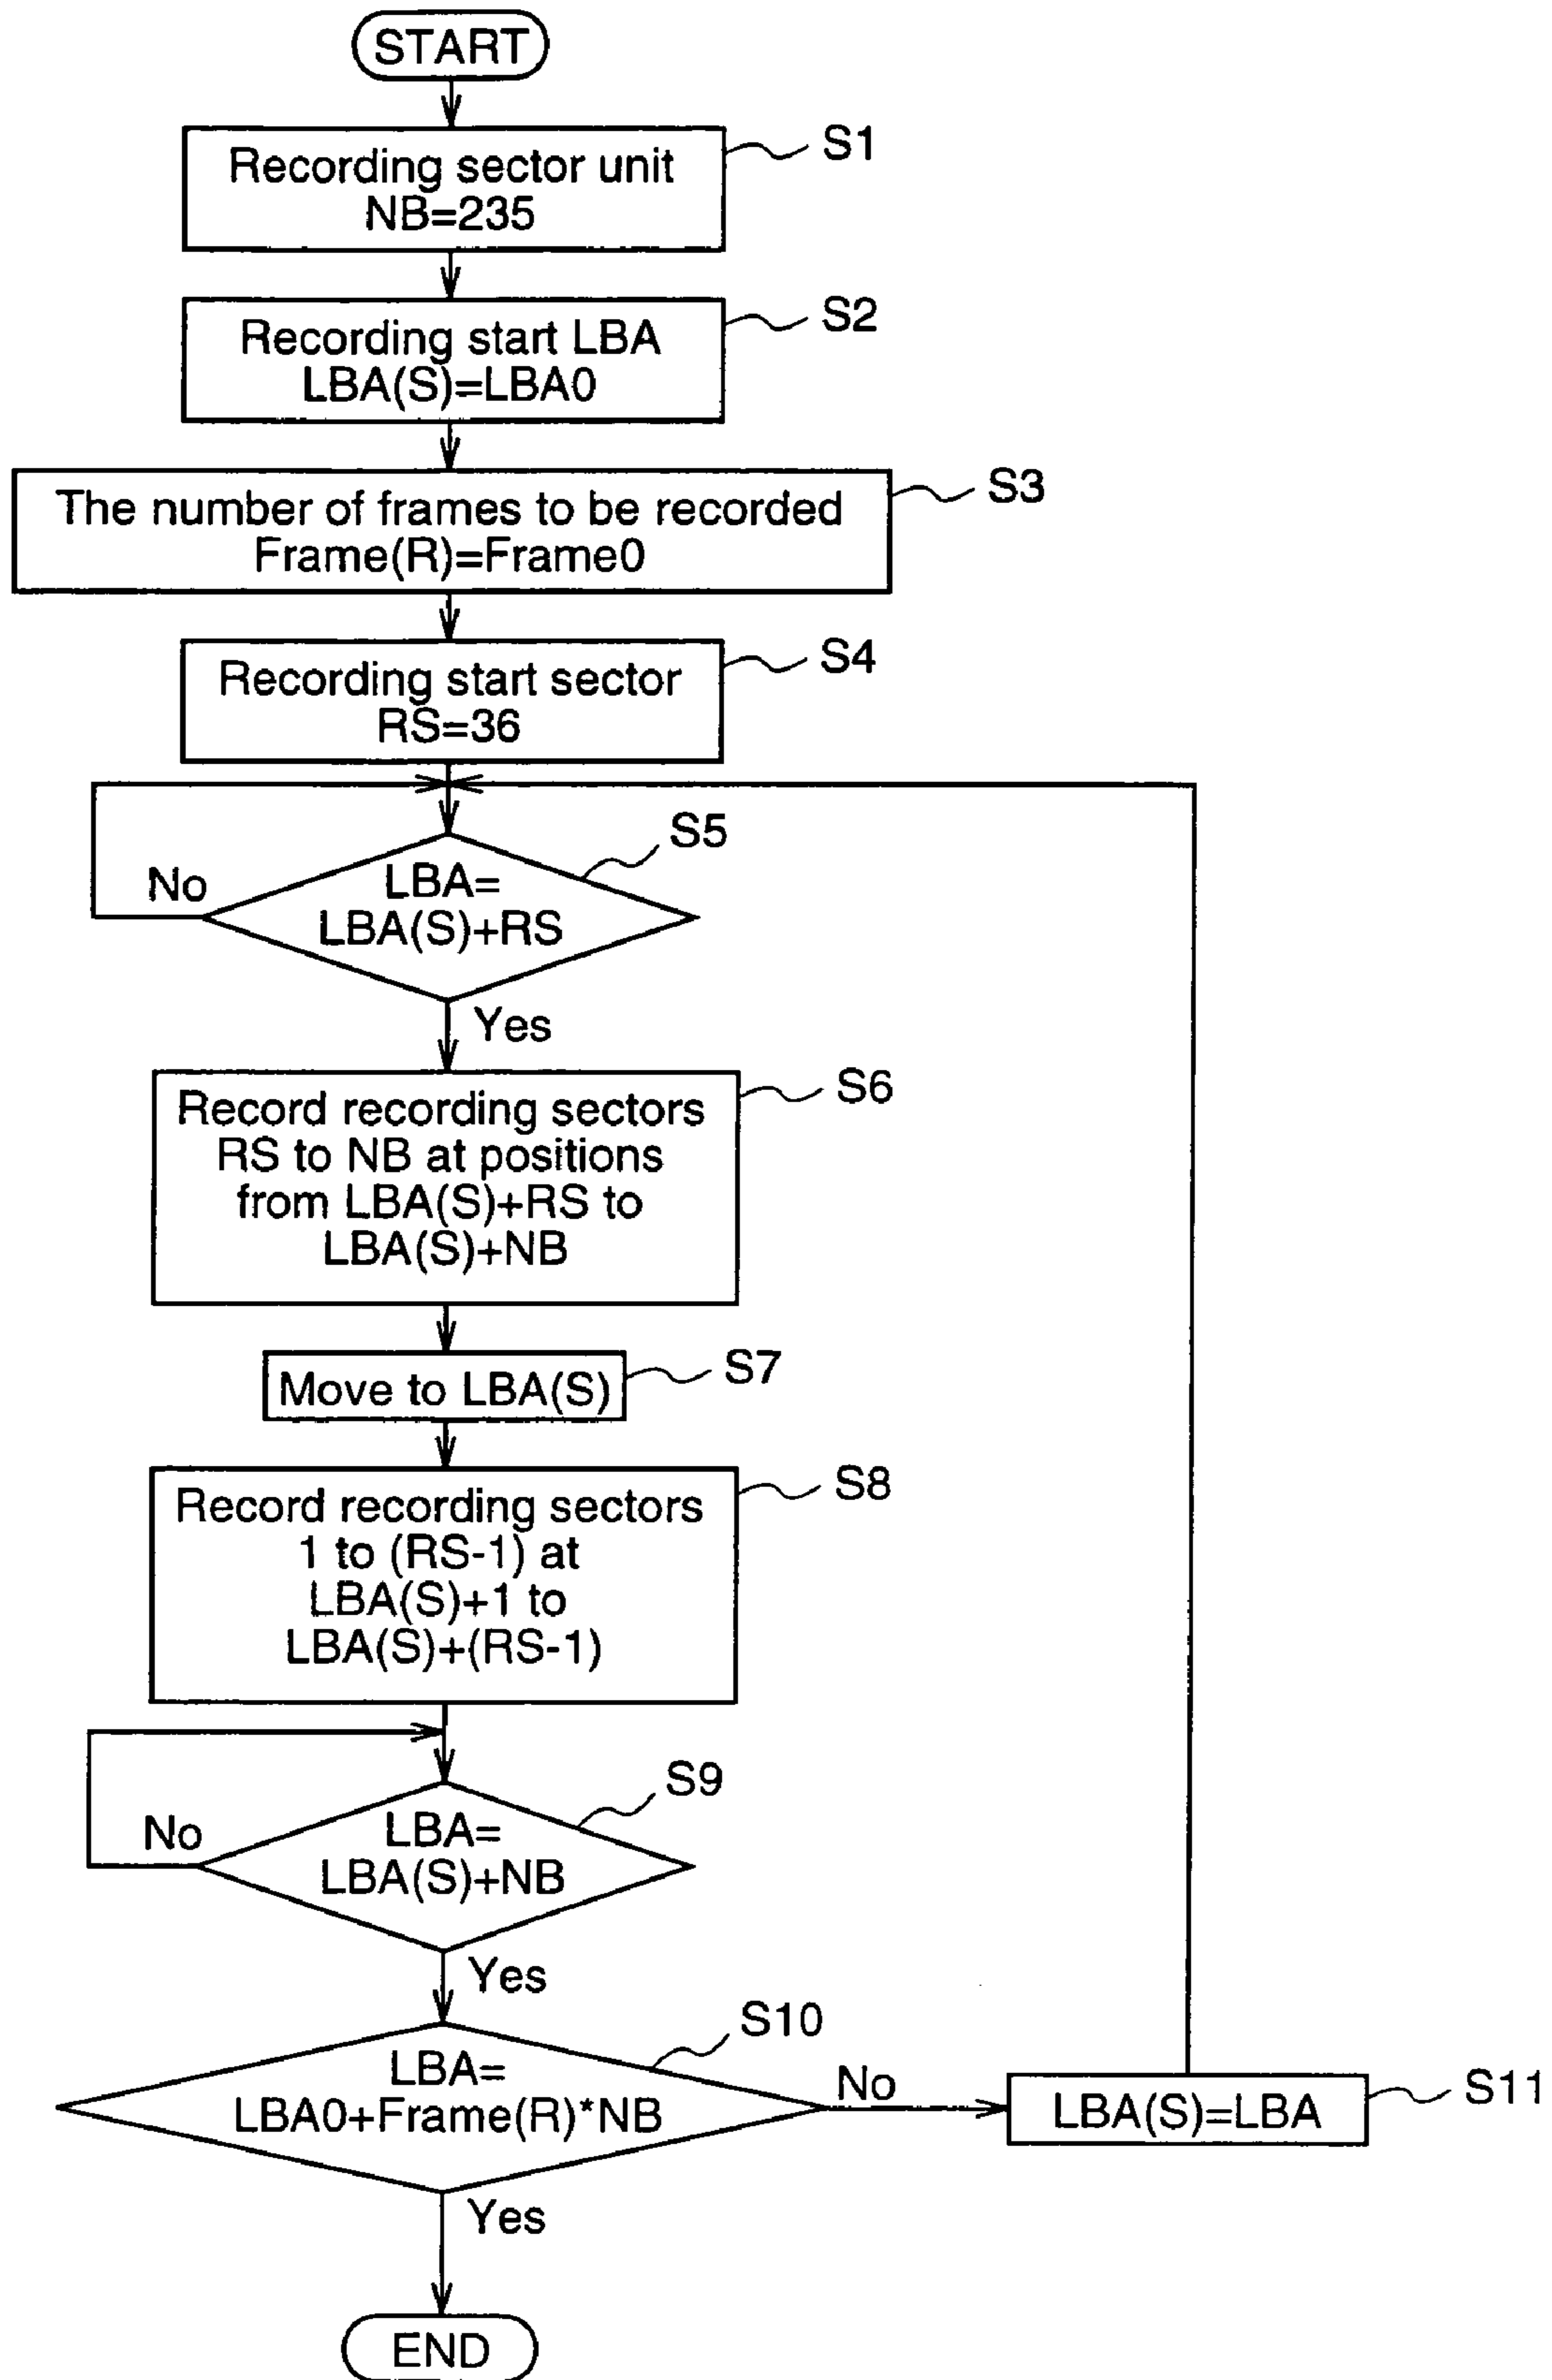 START
S1
Recording sector unit
NB=235
S2
Recording start LBA
LBA(S)=LBA0
S3
The number of frames to be recorded
Frame(R)=Frame0
S4
Recording start sector
RS=36
S5
No
LBA=
LBA(S)+RS
Yes
S6
Record recording sectors
RS to NB at positions
from LBA(S)+RS to
LBA(S)+NB
S7
Move to LBA(S)
S8
Record recording sectors
1 to (RS-1) at
LBA(S)+1 to
LBA(S)+(RS-1)
S9
No
LBA=
LBA(S)+NB
Yes
S10
LBA=
LBA0+Frame(R)*NB
No
S11
LBA(S)=LBA
Yes
END